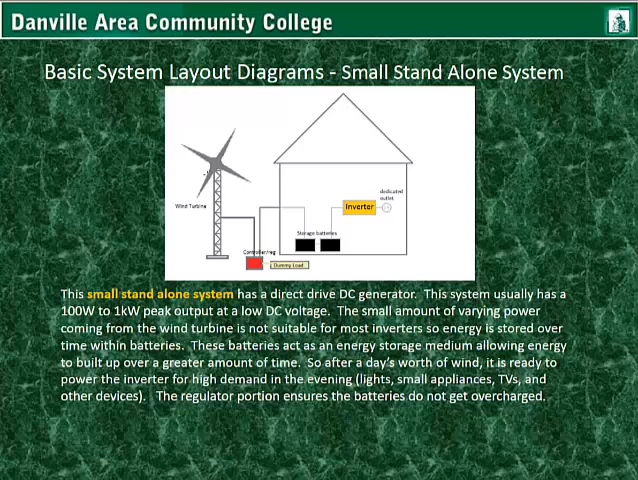 Danville Area Community College
Basic System Layout Diagrams - Small Stand Alone System
dedicated
outlet
Wind Turbine
Inverter
Storage batteries
Controller/reg
Dummy Load
This small stand alone system has a direct drive DC generator. This system usually has a
100W to 1kW peak output at a low DC voltage. The small amount of varying power
coming from the wind turbine is not suitable for most inverters so energy is stored over
time within batteries. These batteries act as an energy storage medium allowing energy
to built up over a greater amount of time. So after a day's worth of wind, it is ready to
power the inverter for high demand in the evening (lights, small appliances, TVs, and
other devices). The regulator portion ensures the batteries do not get overcharged.